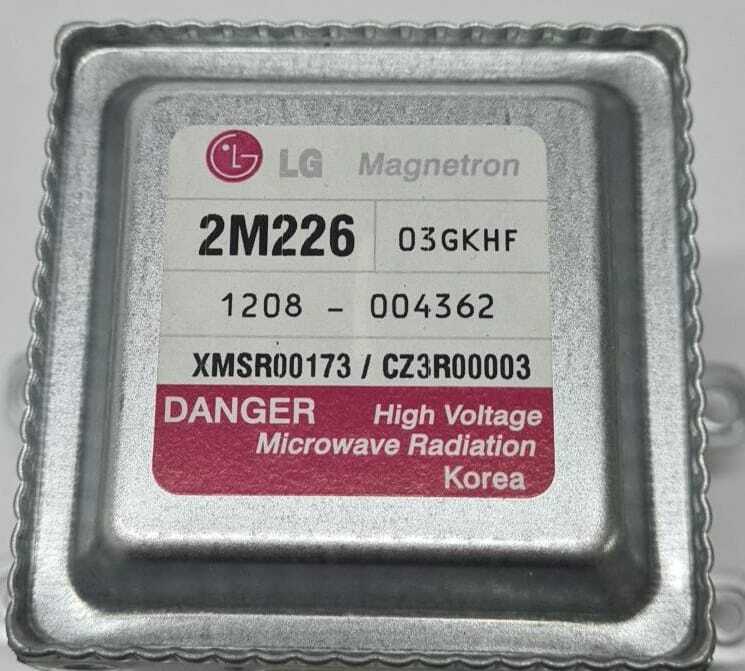 LG Magnetron
2M226 03GKHF
1208 - 004362
XMSR00173 / CZ3R00003
DANGER High Voltage
Microwave Radiation
Korea